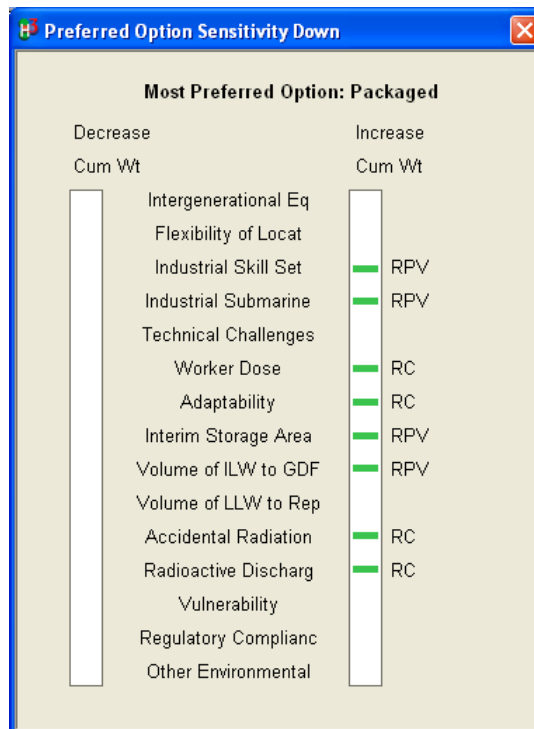 H3 Preferred Option Sensitivity Down
Most Preferred Option: Packaged
Decrease Increase
Cum Wt Cum Wt
Intergenerational Eq
Flexibility of Locat
Industrial Skill Set RPV
Industrial Submarine RPV
Technical Challenges
Worker Dose RC
Adaptability RC
Interim Storage Area RPV
Volume of ILW to GDF RPV
Volume of LLW to Rep
Accidental Radiation RC
Radioactive Discharg RC
Vulnerability
Regulatory Complianc
Other Environmental